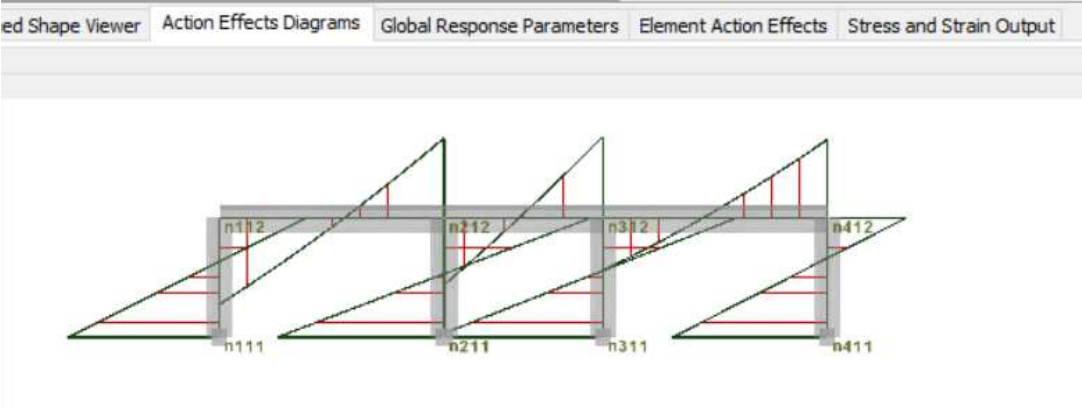 ed Shape Viewer Action Effects Diagrams Global Response Parameters Element Action Effects Stress and Strain Output
n112 n212 n312 n412
n111 n211 n311 n411